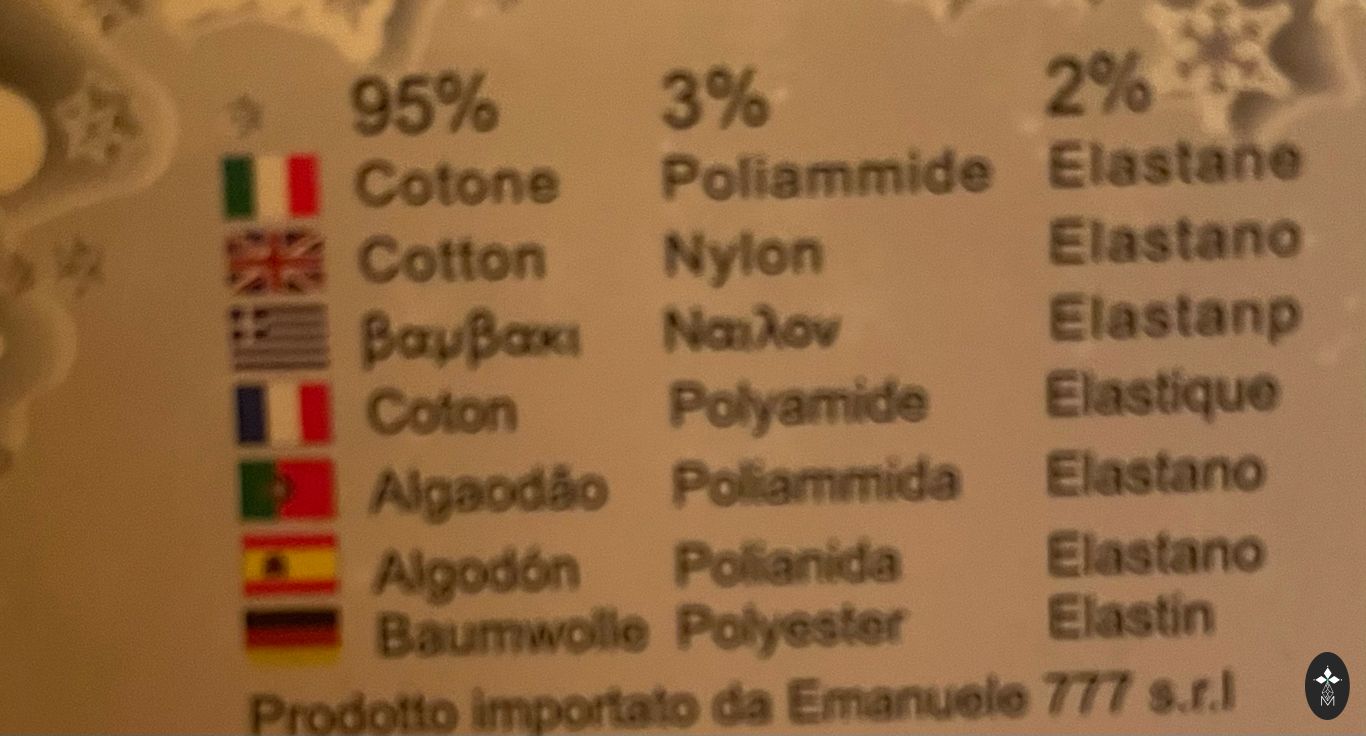 95% 3% 2%
Cotone Poliammide Elastane
Cotton Nylon Elastano
βαμβακι Ναιλον Elastanp
Coton Polyamide Elastique
Algaodão Poliammida Elastano
Algodón Polianida Elastano
Baumwolle Polyester Elastin
Prodotto importato da Emanuele 777 s.r.l
M